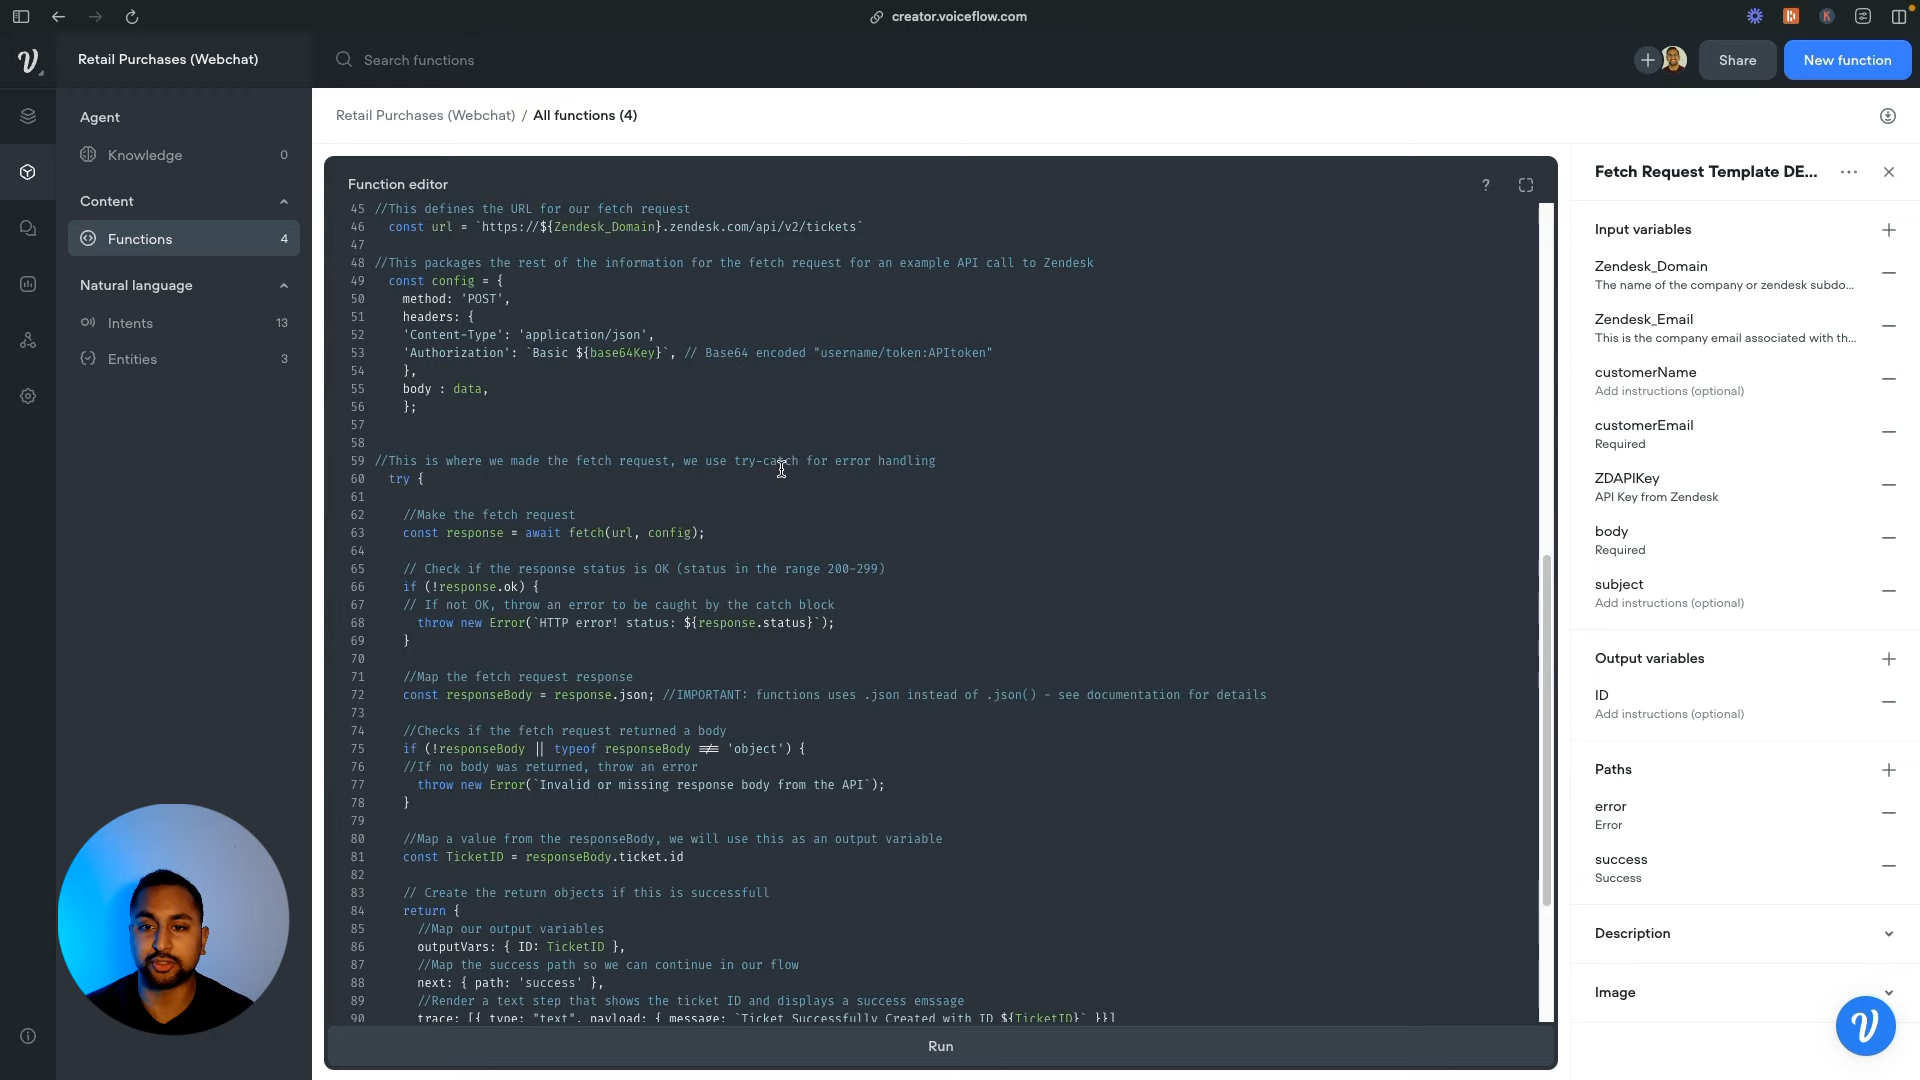 creator.voiceflow.com
K
Retail Purchases (Webchat)
Search functions
Share
New function
Agent
Knowledge 0
Content
Functions 4
Natural language
Intents 13
Entities 3
Retail Purchases (Webchat) / All functions (4)
Function editor
?
45 //This defines the URL for our fetch request
46 const url = `https://${Zendesk_Domain}.zendesk.com/api/v2/tickets`
47
48 //This packages the rest of the information for the fetch request for an example API call to Zendesk
49 const config = {
50 method: 'POST',
51 headers: {
52 'Content-Type': 'application/json',
53 'Authorization': `Basic ${base64Key}`, // Base64 encoded "username/token:APItoken"
54 },
55 body : data,
56 };
57
58
59 //This is where we made the fetch request, we use try-catch for error handling
60 try {
61
62 //Make the fetch request
63 const response = await fetch(url, config);
64
65 // Check if the response status is OK (status in the range 200-299)
66 if (!response.ok) {
67 // If not OK, throw an error to be caught by the catch block
68 throw new Error(`HTTP error! status: ${response.status}`);
69 }
70
71 //Map the fetch request response
72 const responseBody = response.json; //IMPORTANT: functions uses .json instead of .json() - see documentation for details
73
74 //Checks if the fetch request returned a body
75 if (!responseBody || typeof responseBody !== 'object') {
76 //If no body was returned, throw an error
77 throw new Error(`Invalid or missing response body from the API`);
78 }
79
80 //Map a value from the responseBody, we will use this as an output variable
81 const TicketID = responseBody.ticket.id
82
83 // Create the return objects if this is successfull
84 return {
85 //Map our output variables
86 outputVars: { ID: TicketID },
87 //Map the success path so we can continue in our flow
88 next: { path: 'success' },
89 //Render a text step that shows the ticket ID and displays a success emssage
90 trace: [{ type: "text", payload: { message: `Ticket Successfully Created with ID ${TicketID}` }}]
Run
Fetch Request Template DE...
Input variables
Zendesk_Domain
The name of the company or zendesk subdo...
Zendesk_Email
This is the company email associated with th...
customerName
Add instructions (optional)
customerEmail
Required
ZDAPIKey
API Key from Zendesk
body
Required
subject
Add instructions (optional)
Output variables
ID
Add instructions (optional)
Paths
error
Error
success
Success
Description
Image